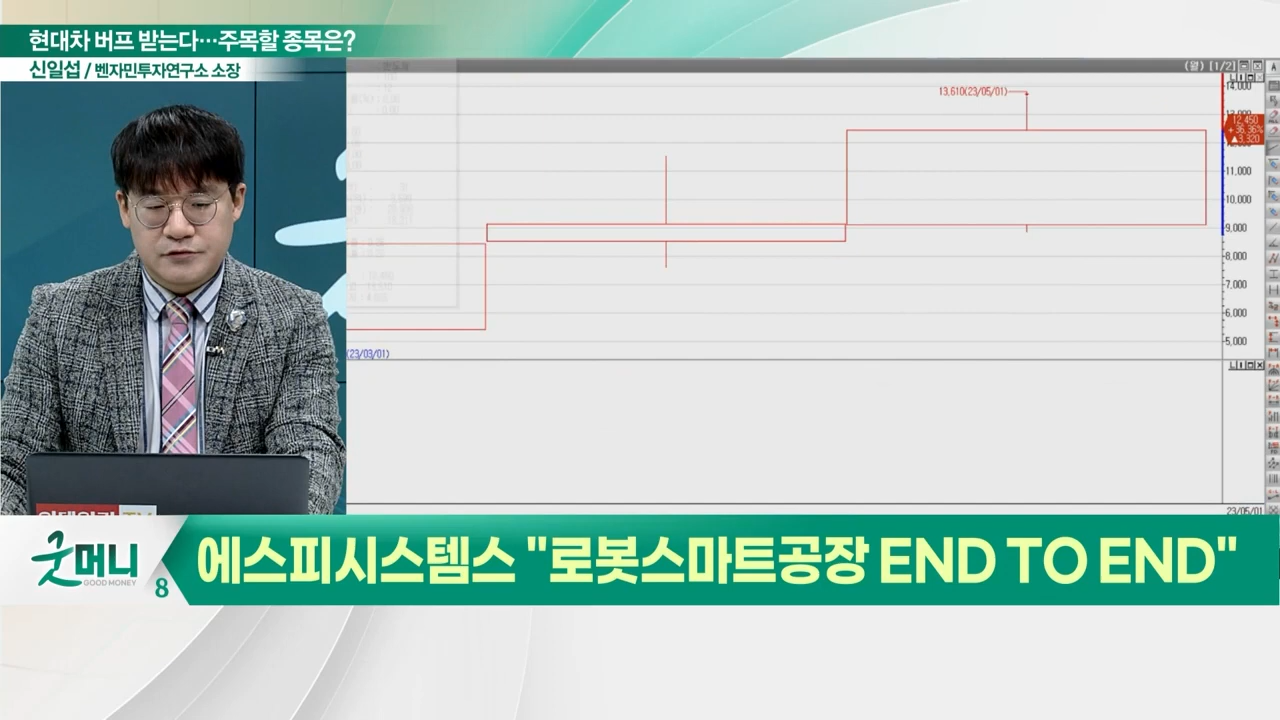 현대차 버프 받는다…주목할 종목은?
신일섭 / 벤자민투자연구소 소장
(월) [1/2]
14,000
13,610(23/05/01)
12,450
+36.36%
▲3,320
11,000
10,000
9,000
8,000
7,000
6,000
5,000
(23/03/01)
23/05/01
굿머니
GOOD MONEY
8
에스피시스템스 "로봇스마트공장 END TO END"